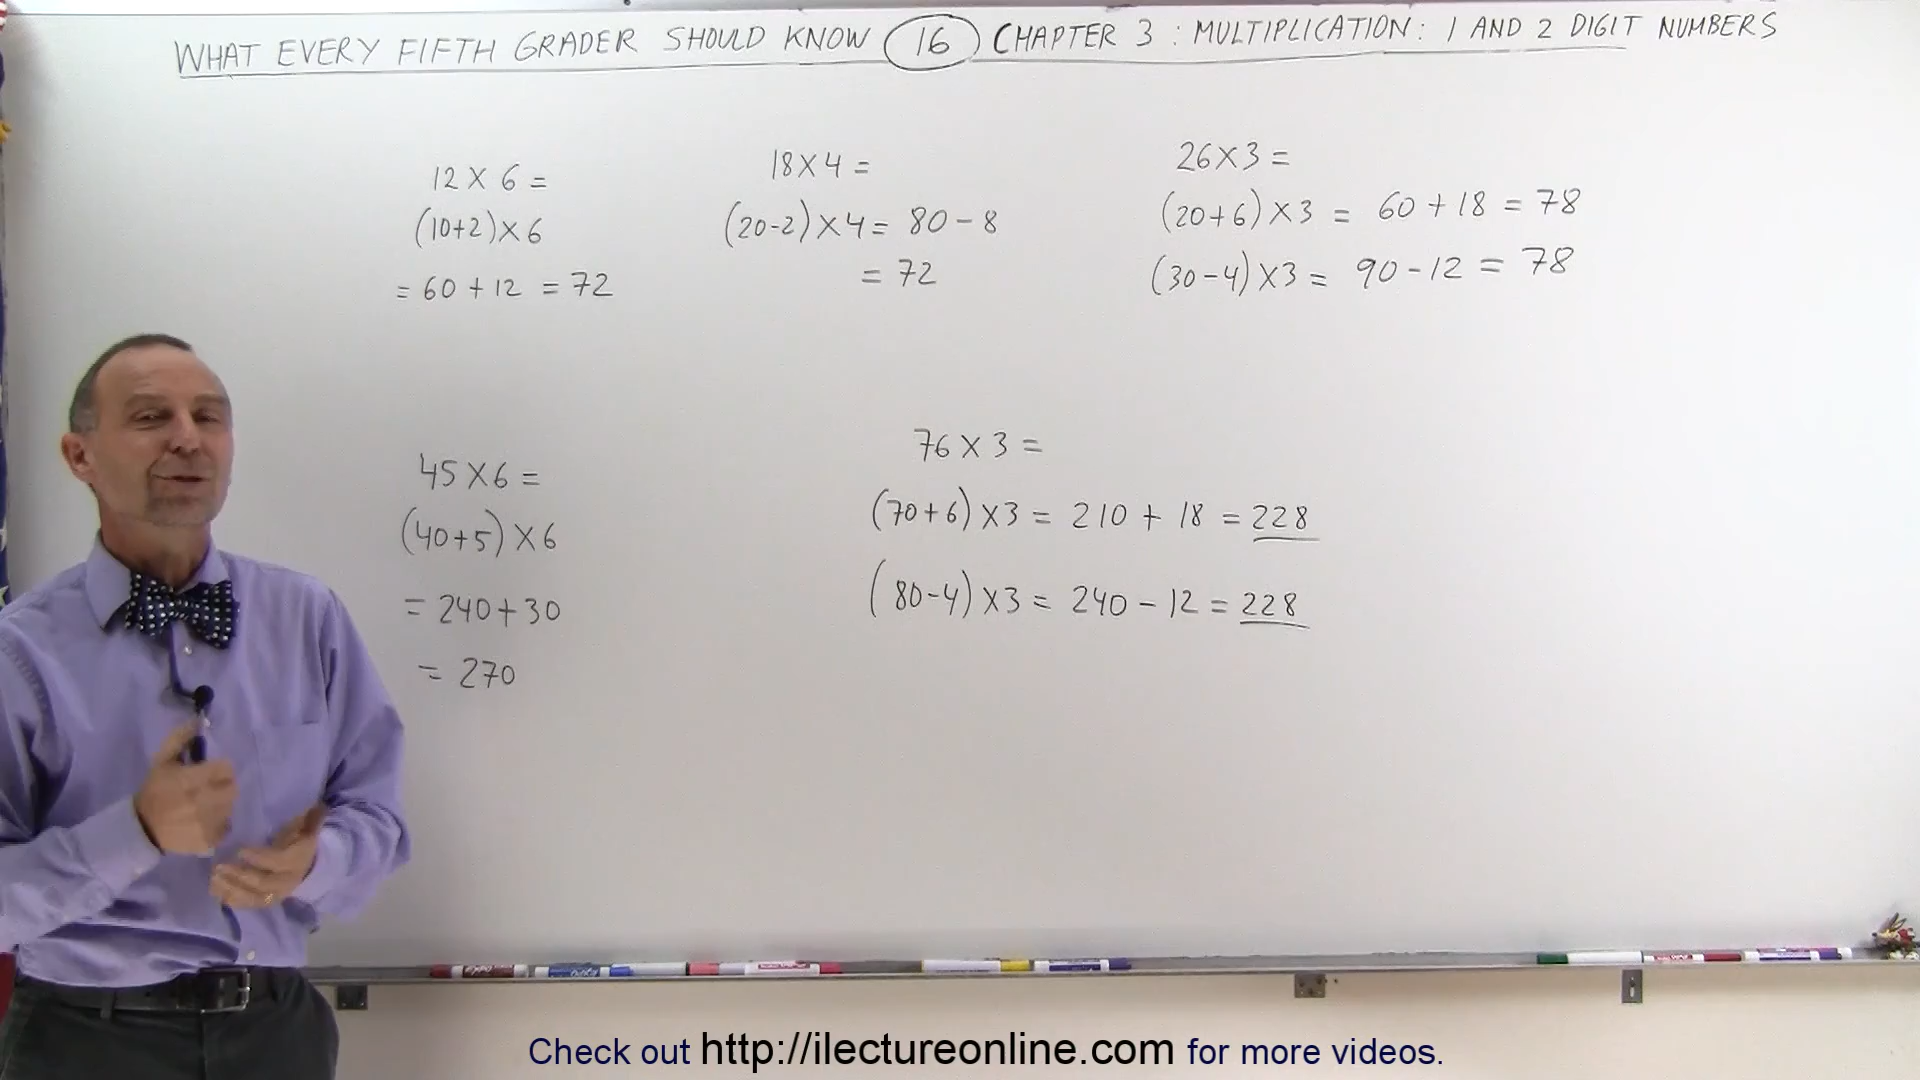 WHAT EVERY FIFTH GRADER SHOULD KNOW 16 CHAPTER 3 : MULTIPLICATION: 1 AND 2 DIGIT NUMBERS
12 X 6 =
(10+2) X 6
= 60 + 12 = 72
18 X 4 =
(20-2) X 4 = 80 - 8
= 72
26 X 3 =
(20+6) X 3 = 60 + 18 = 78
(30-4) X 3 = 90 - 12 = 78
45 X 6 =
(40+5) X 6
= 240 + 30
= 270
76 X 3 =
(70+6) X 3 = 210 + 18 = 228
(80-4) X 3 = 240 - 12 = 228
Check out http://ilectureonline.com for more videos.